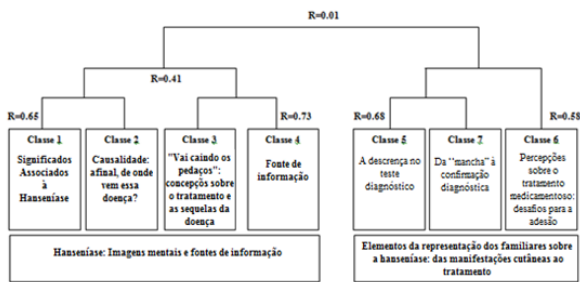 R=0.01
R=0.41
R=0.65
R=0.73
R=0.68
R=0.58
Classe 1
Significados
Associados
à
Hanseníase
Classe 2
Causalidade:
afinal, de onde
vem essa
doença?
Classe 3
"Vai caindo os
pedaços":
concepçõs sobre
o tratamento e
as sequelas da
doença
Classe 4
Fonte de
informação
Classe 5
A descrença no
teste
diagnóstico
Classe 7
Da "mancha" à
confirmação
diagnóstica
Classe 6
Percepções
sobre o
tratamento
medicamentoso:
desafios para a
adesão
Hanseníase: Imagens mentais e fontes de informação
Elementos da representação dos familiares sobre
a hanseníase: das manifestações cutâneas ao
tratamento